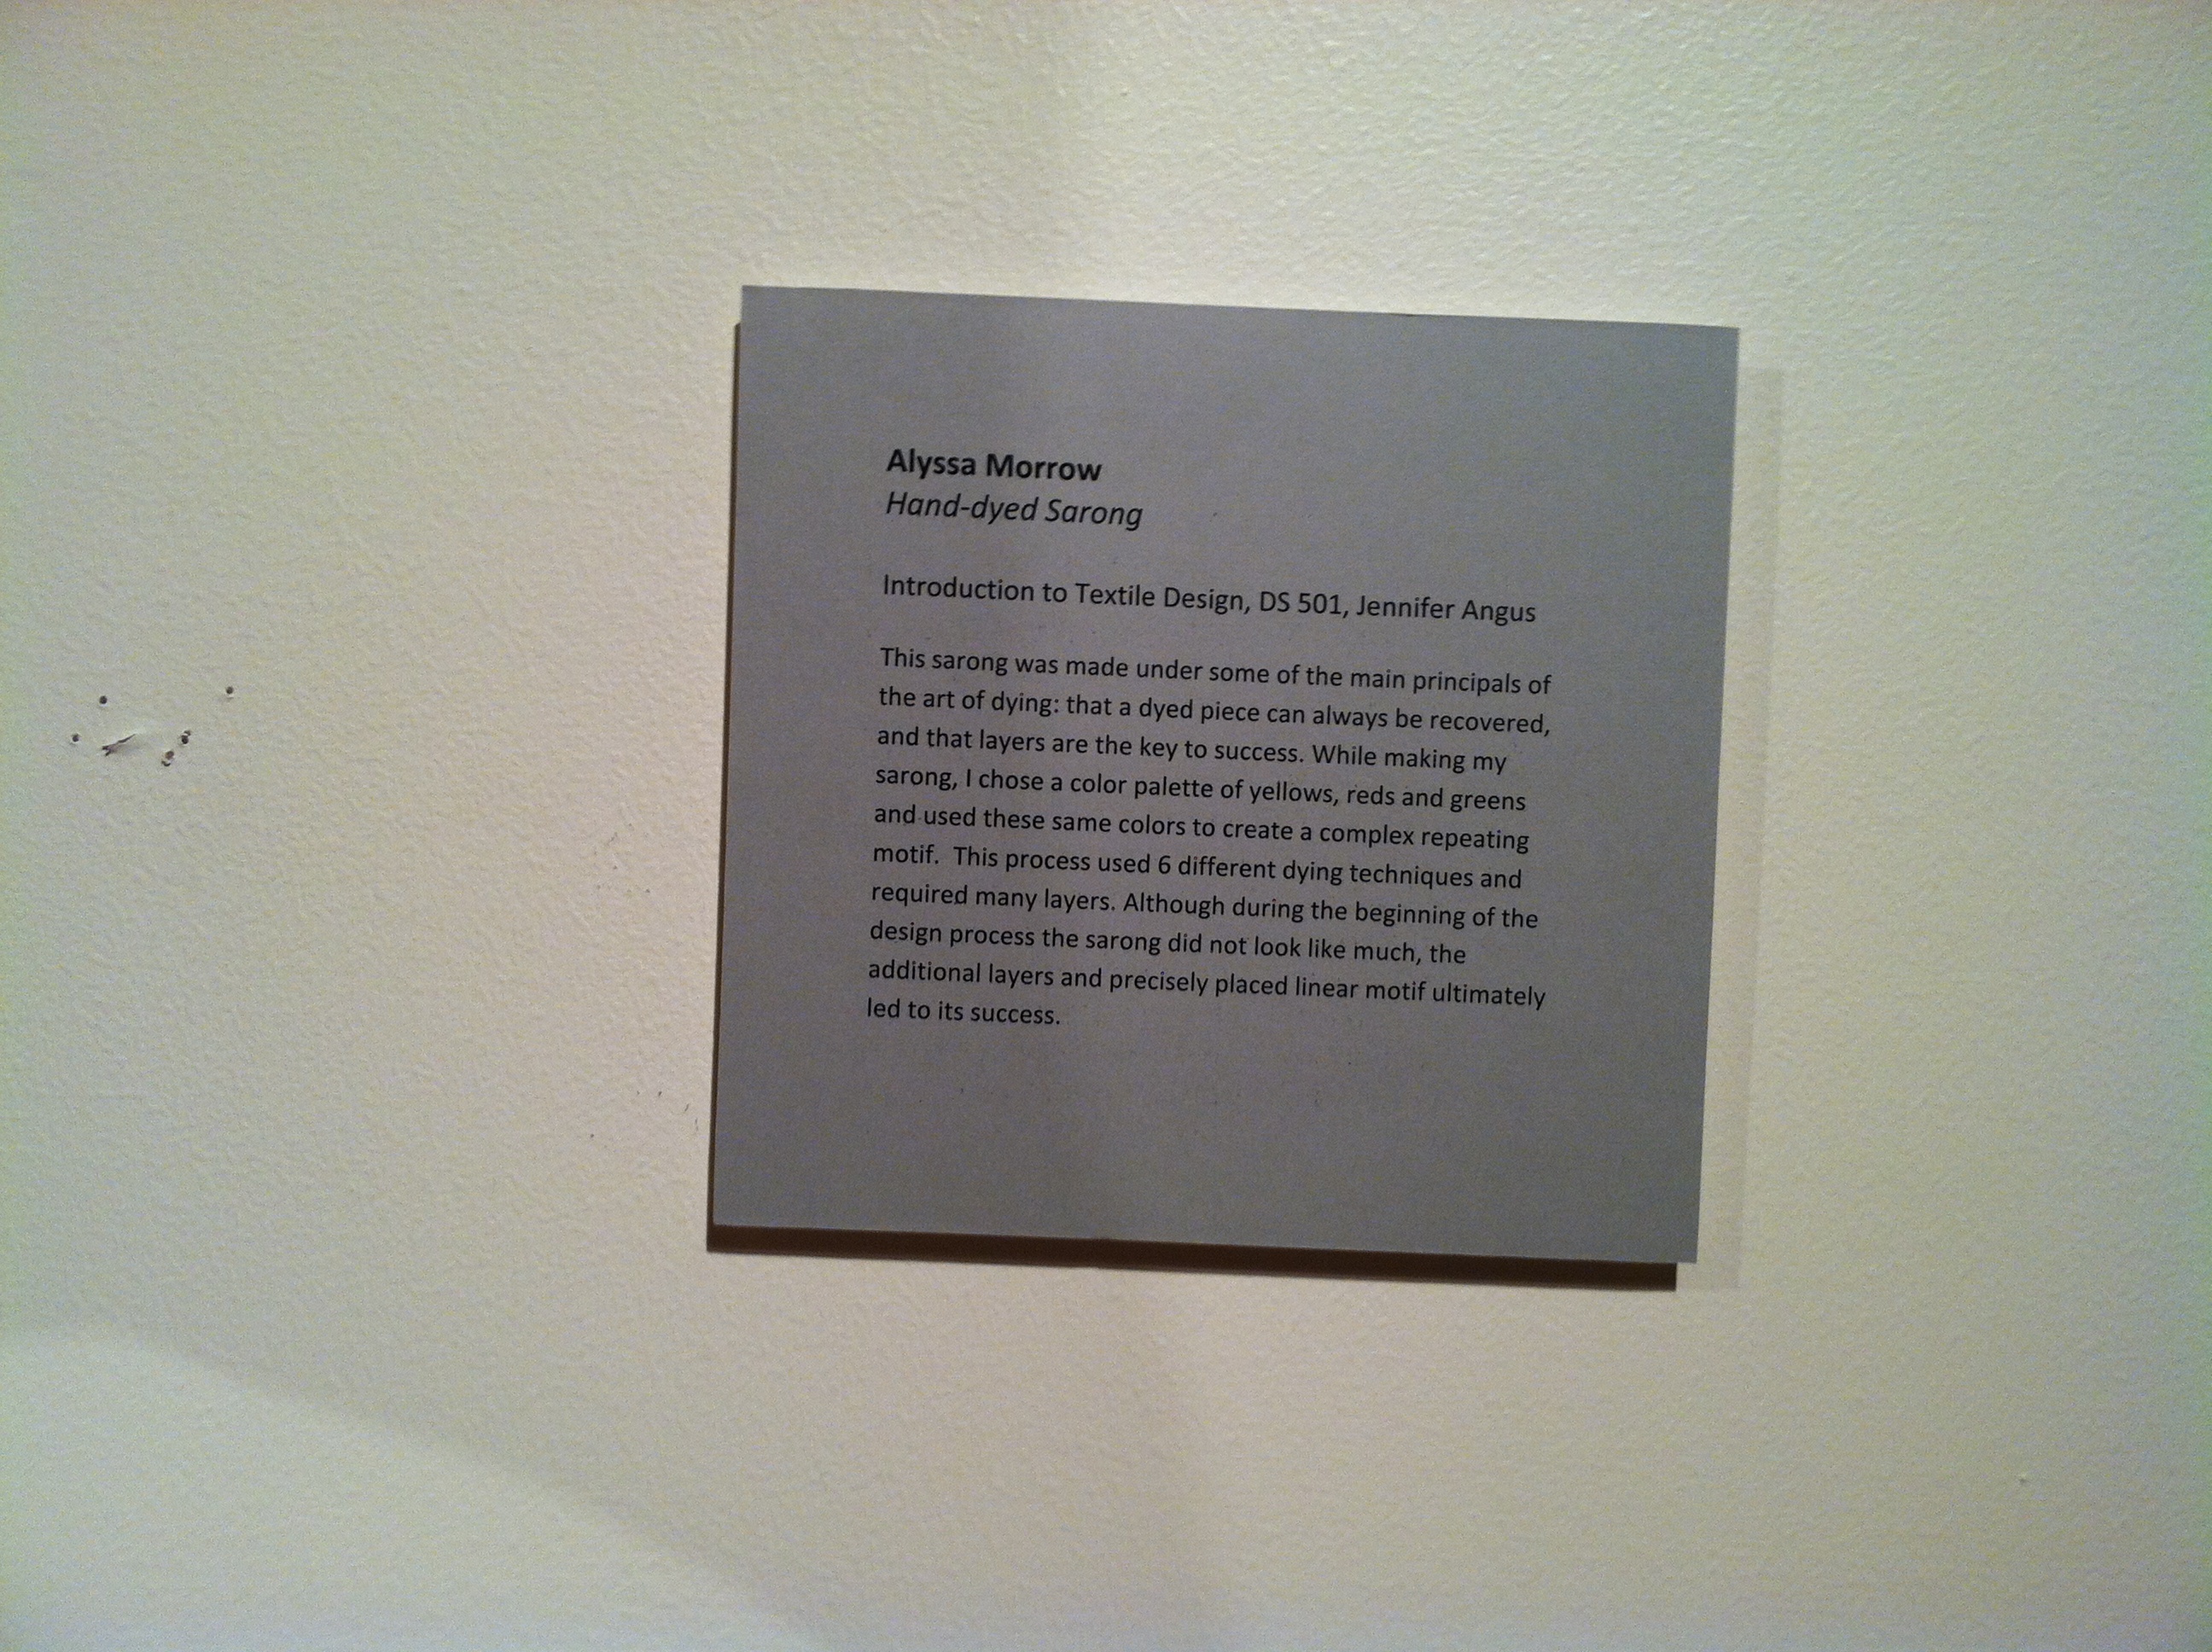 Alyssa Morrow
Hand-dyed Sarong
Introduction to Textile Design, DS 501, Jennifer Angus
This sarong was made under some of the main principals of
the art of dying: that a dyed piece can always be recovered,
and that layers are the key to success. While making my
sarong, I chose a color palette of yellows, reds and greens
and used these same colors to create a complex repeating
motif.  This process used 6 different dying techniques and
required many layers. Although during the beginning of the
design process the sarong did not look like much, the
additional layers and precisely placed linear motif ultimately
led to its success.